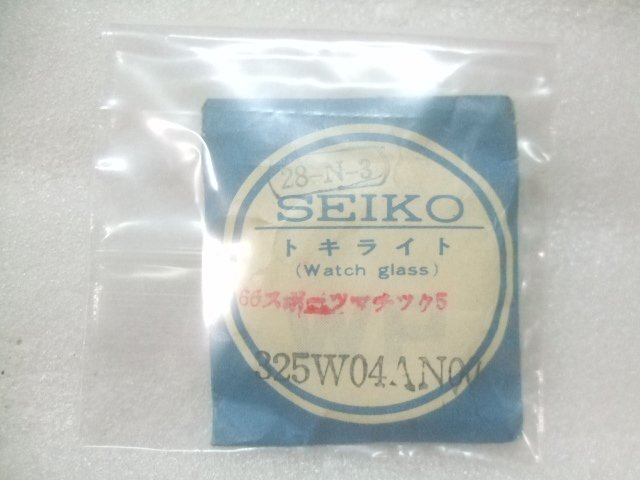 28-N-3
SEIKO
トキライト
(Watch glass)
66スポーツマチック5
325W04AN00